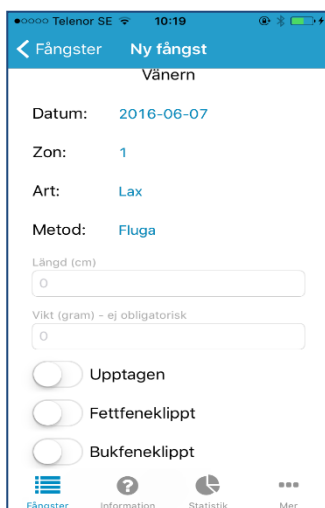 ●○○○○ Telenor SE 10:19
Fångster Ny fångst
Vänern
Datum: 2016-06-07
Zon: 1
Art: Lax
Metod: Fluga
Längd (cm)
0
Vikt (gram) - ej obligatorisk
0
Upptagen
Fettfeneklippt
Bukfeneklippt
Fångster Information Statistik Mer